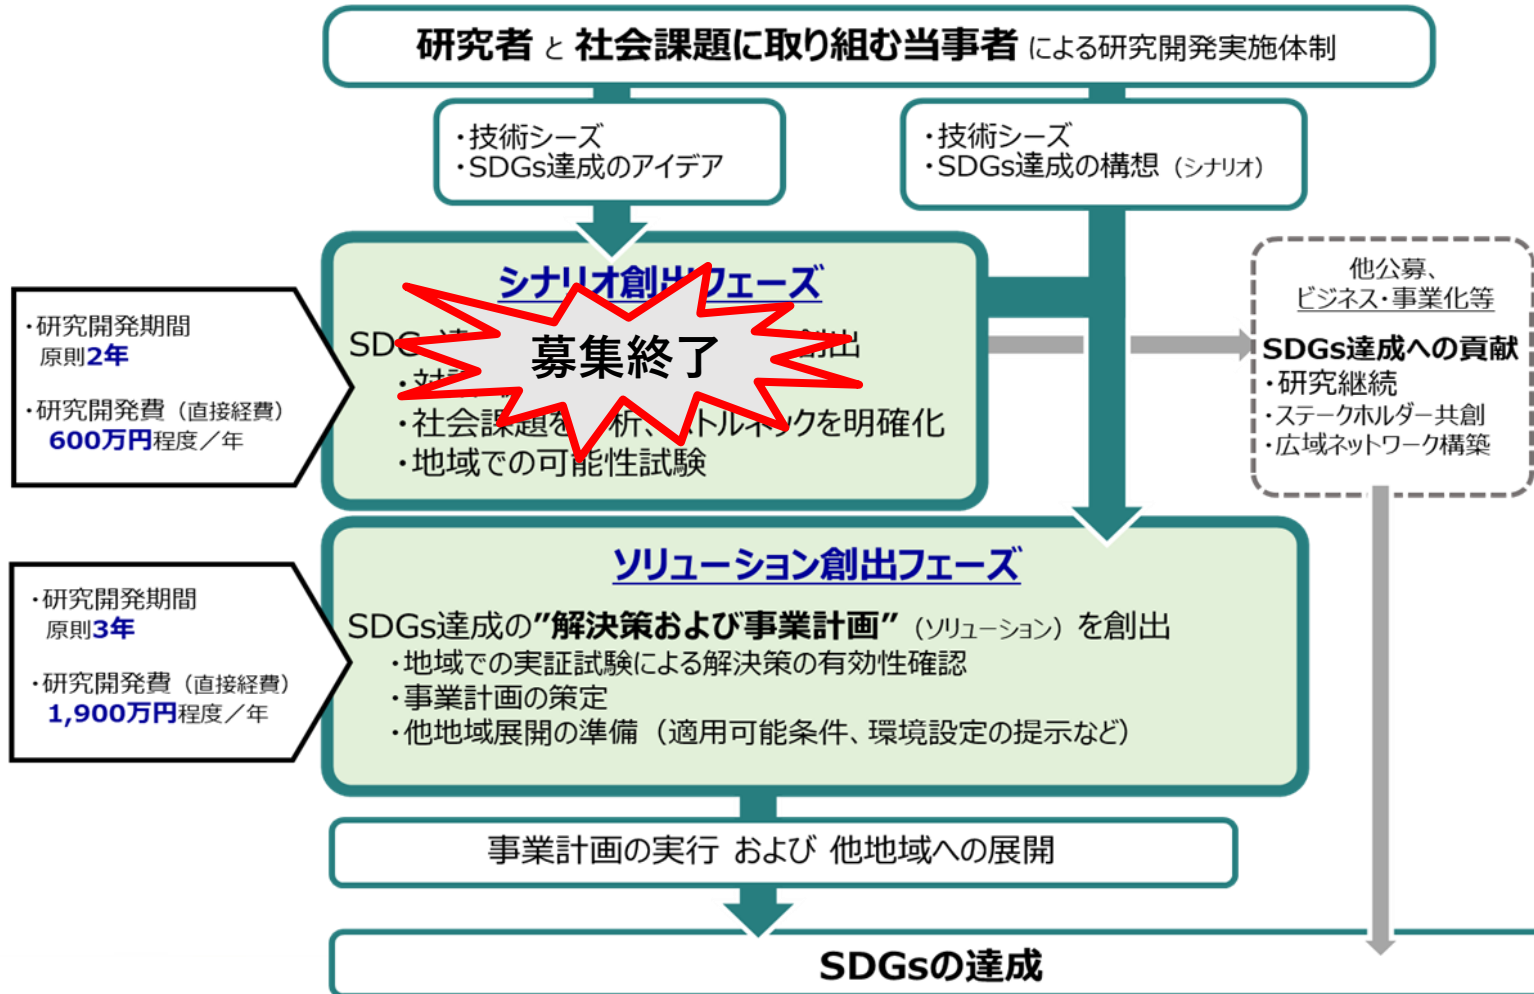 研究者 と 社会課題に取り組む当事者 による研究開発実施体制
・技術シーズ
・SDGs達成のアイデア
・技術シーズ
・SDGs達成の構想（シナリオ）
シナリオ創出フェーズ
SDG
創出
募集終了
・社会課題を
析、
トルネックを明確化
・地域での可能性試験
・研究開発期間
原則2年
・研究開発費（直接経費）
600万円程度／年
他公募、
ビジネス・事業化等
SDGs達成への貢献
・研究継続
・ステークホルダー共創
・広域ネットワーク構築
ソリューション創出フェーズ
SDGs達成の”解決策および事業計画”（ソリューション）を創出
・地域での実証試験による解決策の有効性確認
・事業計画の策定
・他地域展開の準備（適用可能条件、環境設定の提示など）
・研究開発期間
原則3年
・研究開発費（直接経費）
1,900万円程度／年
事業計画の実行 および 他地域への展開
SDGsの達成